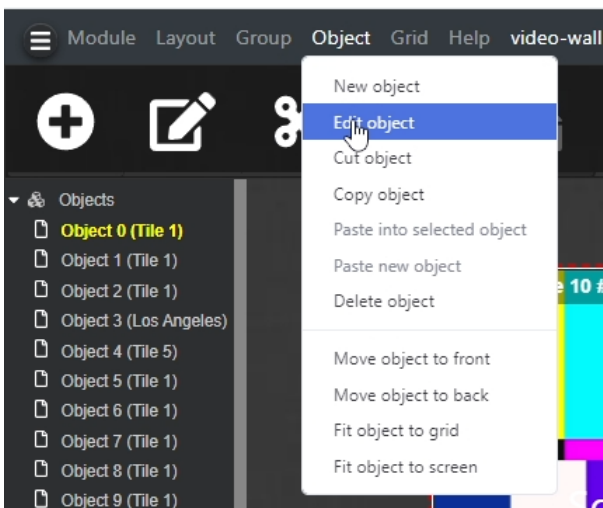 Module Layout Group Object Grid Help video-wall
New object
Edit object
Cut object
Copy object
Paste into selected object
Paste new object
Delete object
Move object to front
Move object to back
Fit object to grid
Fit object to screen
Objects
Object 0 (Tile 1)
Object 1 (Tile 1)
Object 2 (Tile 1)
Object 3 (Los Angeles)
Object 4 (Tile 5)
Object 5 (Tile 1)
Object 6 (Tile 1)
Object 7 (Tile 1)
Object 8 (Tile 1)
Object 9 (Tile 1)
10 #